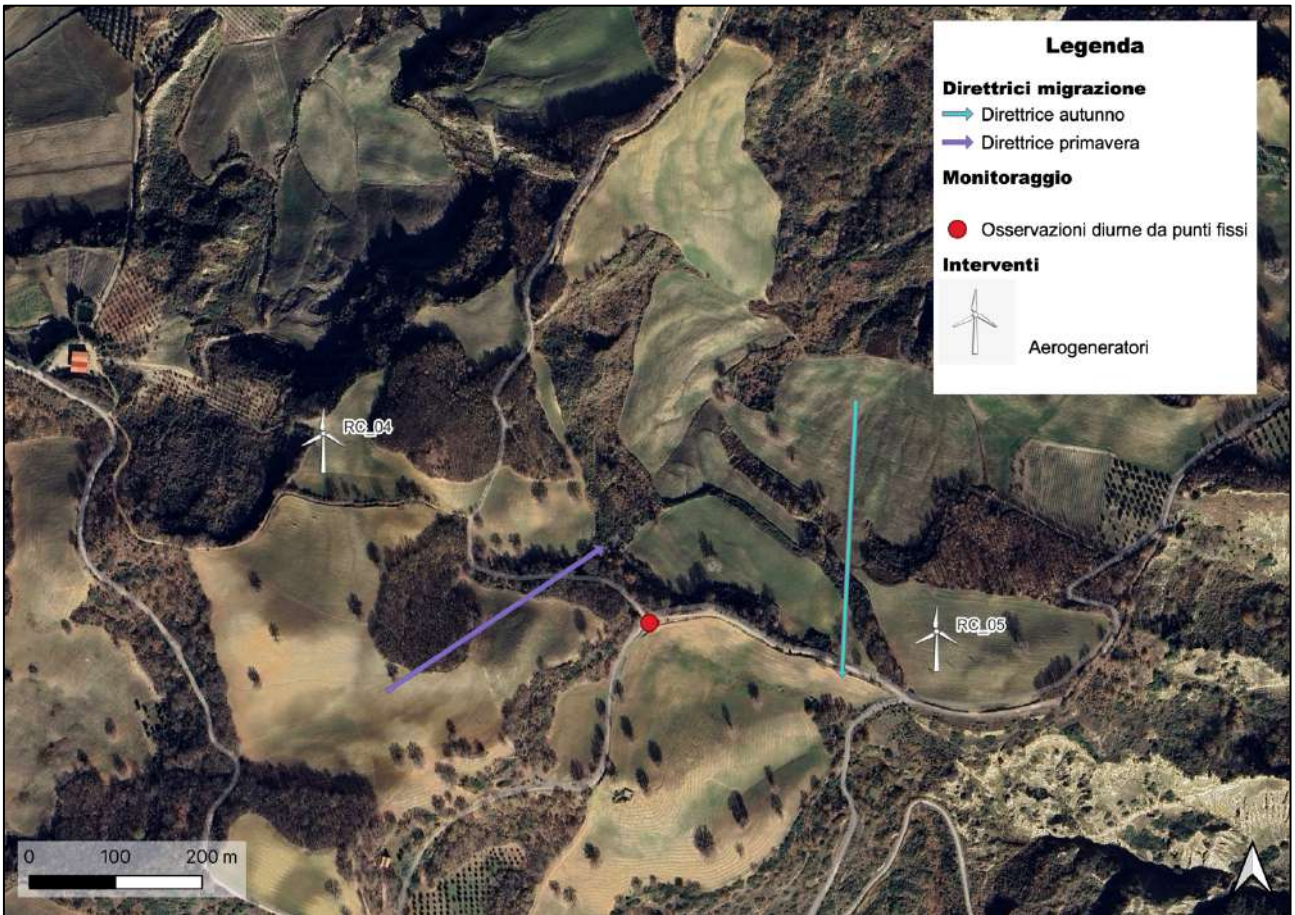 Legenda
Direttrici migrazione
Direttrice autunno
Direttrice primavera
Monitoraggio
Osservazioni diurne da punti fissi
Interventi
Aerogeneratori
RC_04
RC_05
0 100 200 m